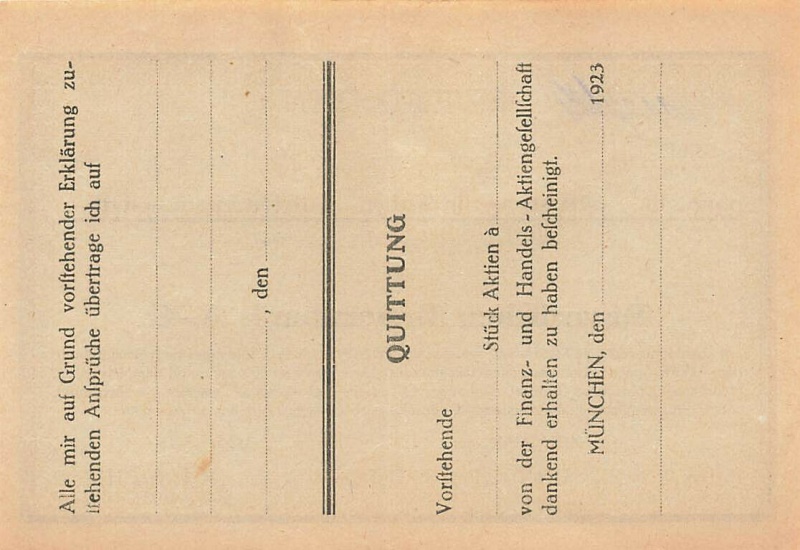 Alle mir auf Grund vorſtehender Erklärung zu-
ſtehenden Anſprüche übertrage ich auf
, den
QUITTUNG
Vorſtehende
Stück Aktien à
von der Finanz- und Handels-Aktiengeſellſchaft
dankend erhalten zu haben beſcheinigt.
MÜNCHEN, den 1923